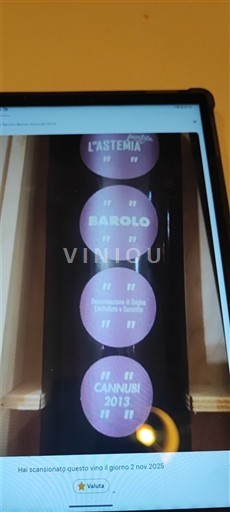 L'ASTEMIA
pentita
" "
" "
BAROLO
" "
VINIOU
" "
Denominazione di Origine
Controllata e Garantita
" "
" "
CANNUBI
2013
" "
Hai scansionato questo vino il giorno 2 nov 2025
Valuta